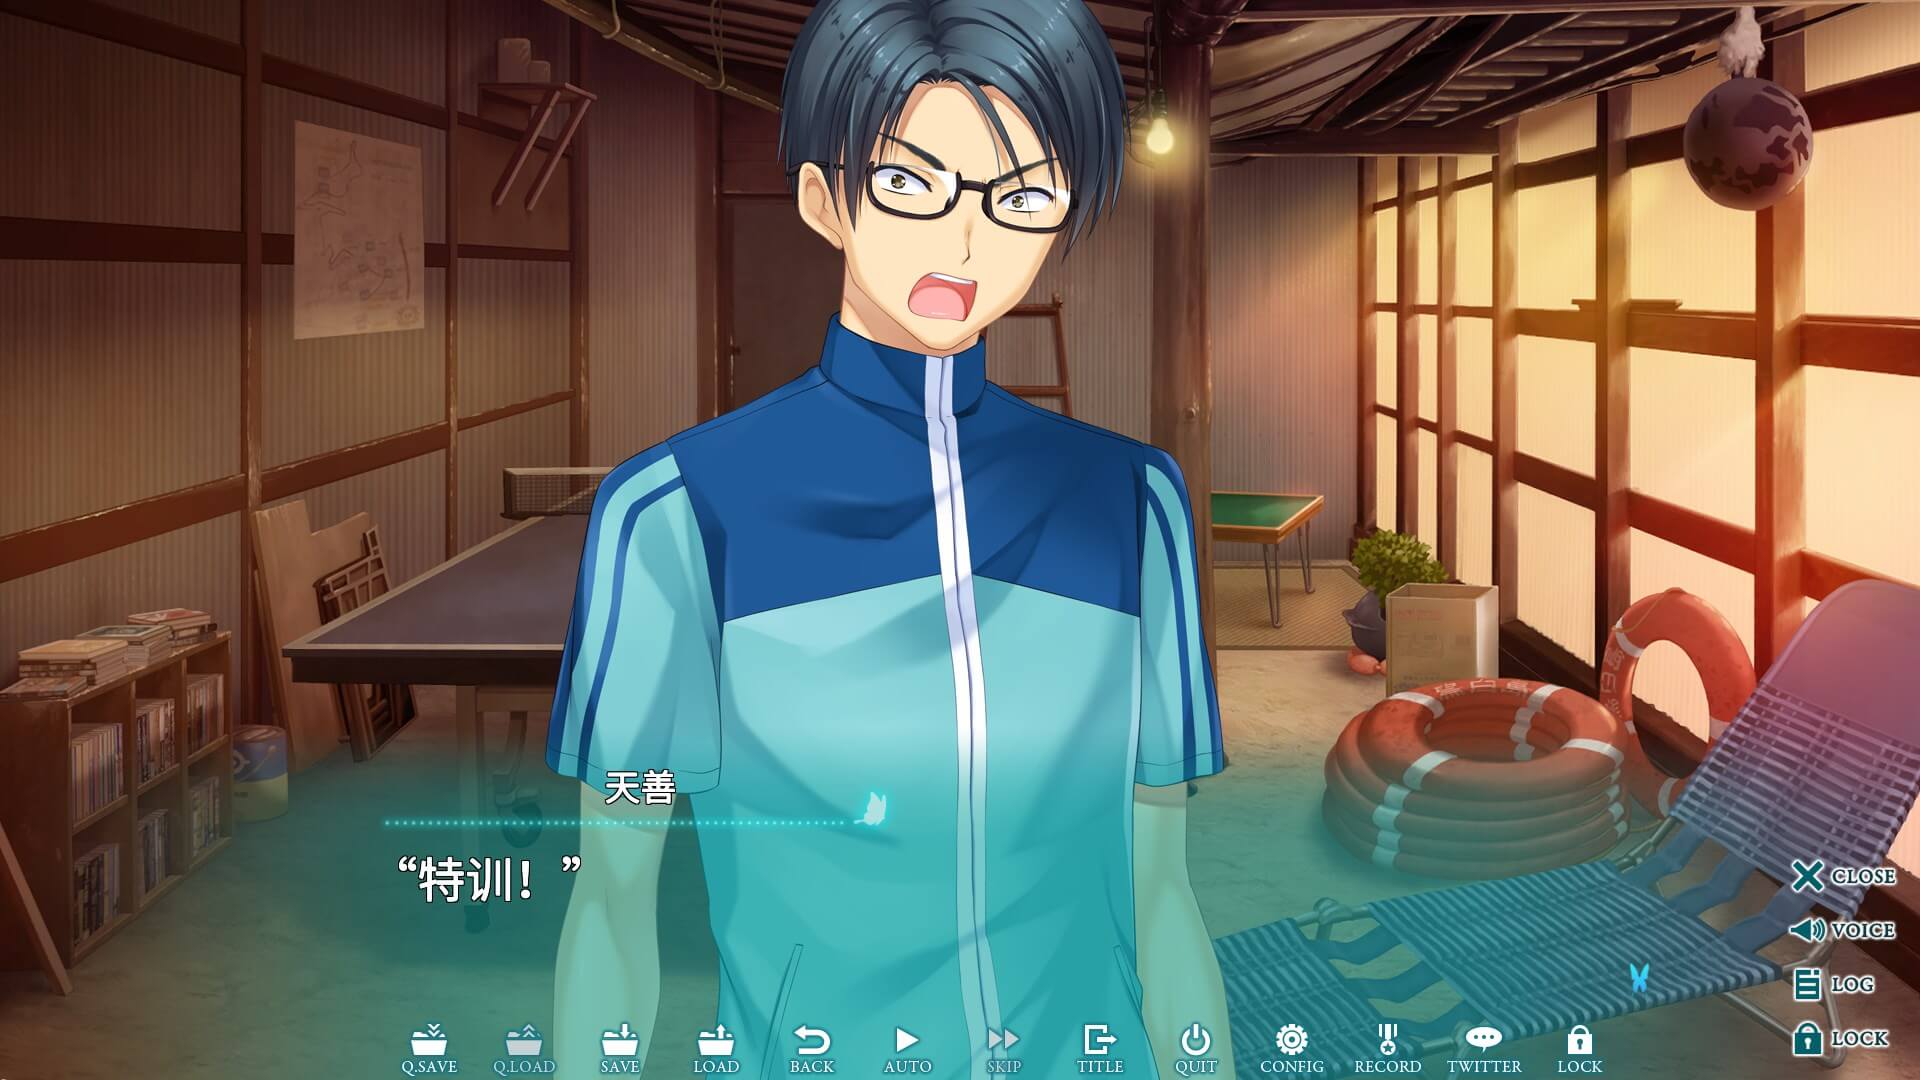 天善
“特训！”
CLOSE
VOICE
LOG
LOCK
Q.SAVE
Q.LOAD
SAVE
LOAD
BACK
AUTO
SKIP
TITLE
QUIT
CONFIG
RECORD
TWITTER
LOCK